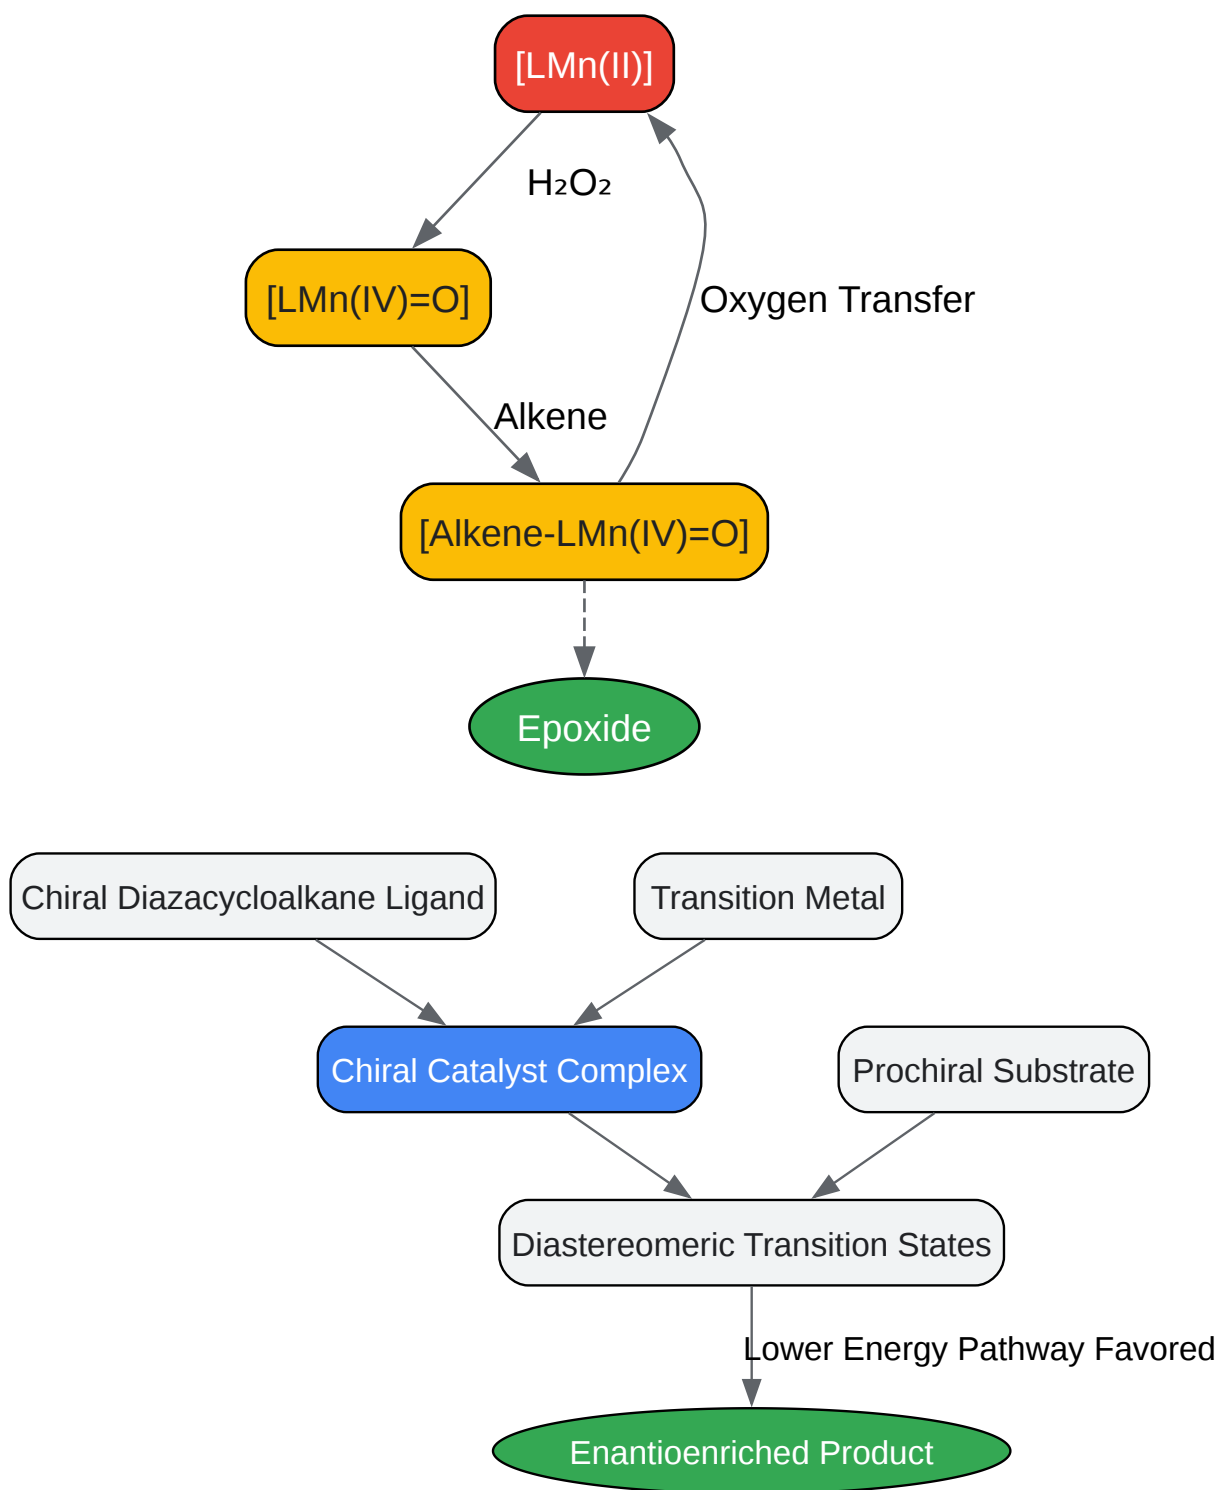 [LMn(II)]
H₂O₂
[LMn(IV)=O]
Oxygen Transfer
Alkene
[Alkene-LMn(IV)=O]
Epoxide
Chiral Diazacycloalkane Ligand
Transition Metal
Chiral Catalyst Complex
Prochiral Substrate
Diastereomeric Transition States
Lower Energy Pathway Favored
Enantioenriched Product